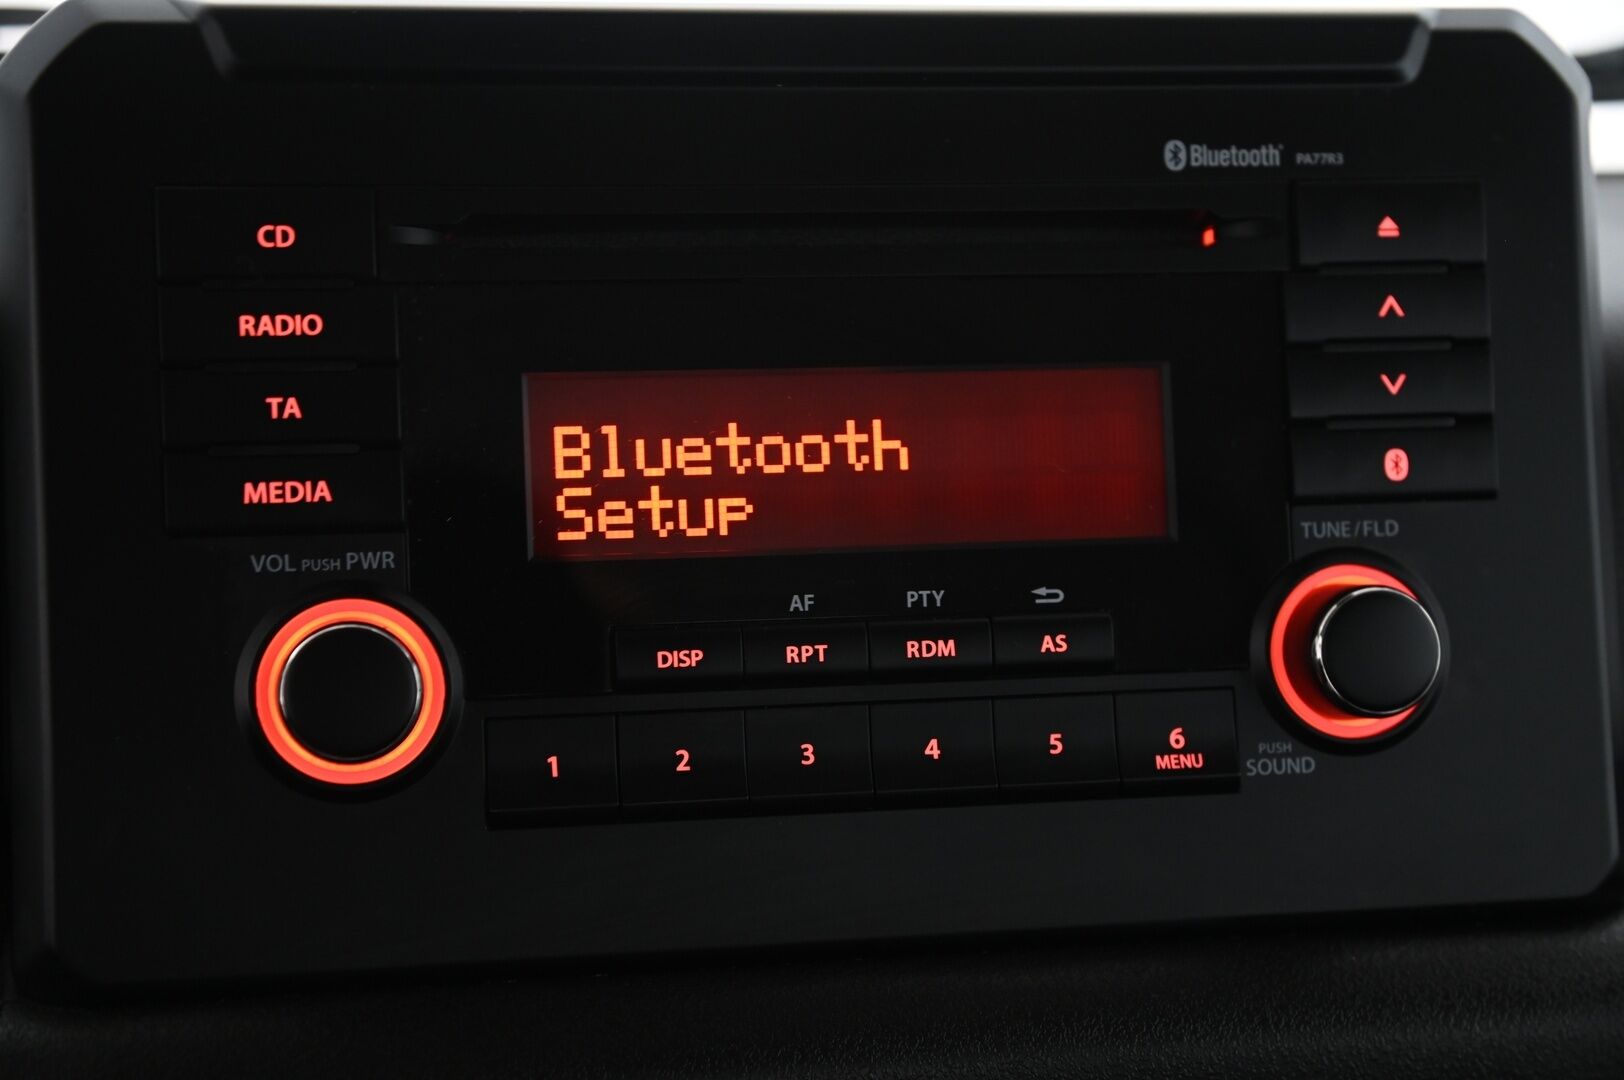 Bluetooth PA77R3
CD
RADIO
TA
MEDIA
Bluetooth
Setup
VOL PUSH PWR
TUNE/FLD
AF PTY
DISP RPT RDM AS
1 2 3 4 5 6
MENU
PUSH
SOUND